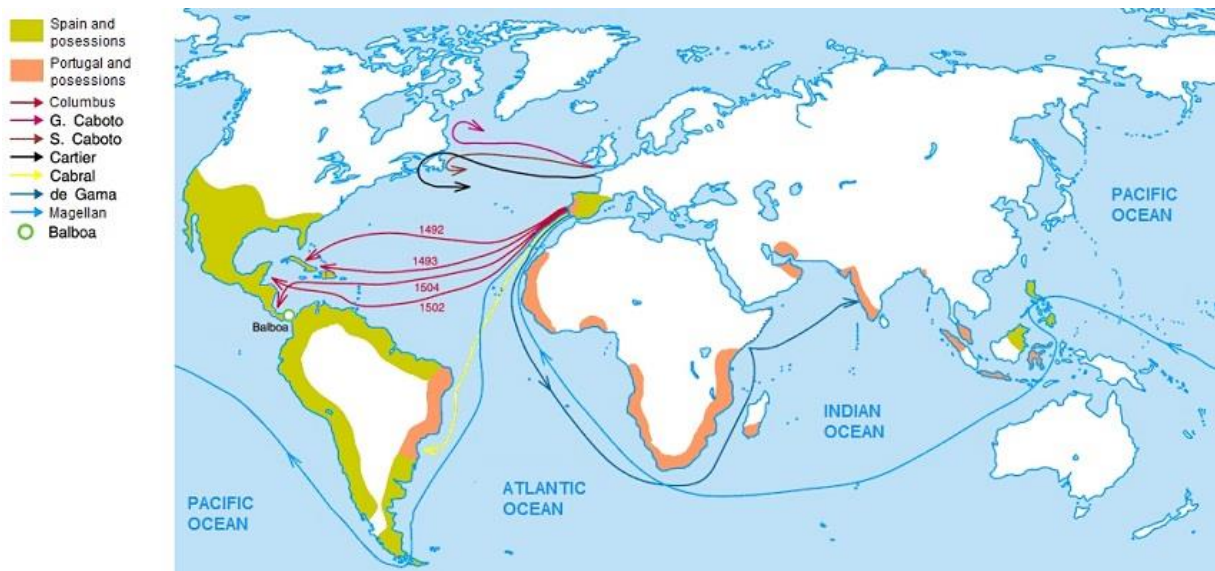 Spain and
posessions
Portugal and
posessions
Columbus
G. Caboto
S. Caboto
Cartier
Cabral
de Gama
Magellan
Balboa
1492
1493
1504
1502
Balboa
PACIFIC
OCEAN
ATLANTIC
OCEAN
INDIAN
OCEAN
PACIFIC
OCEAN